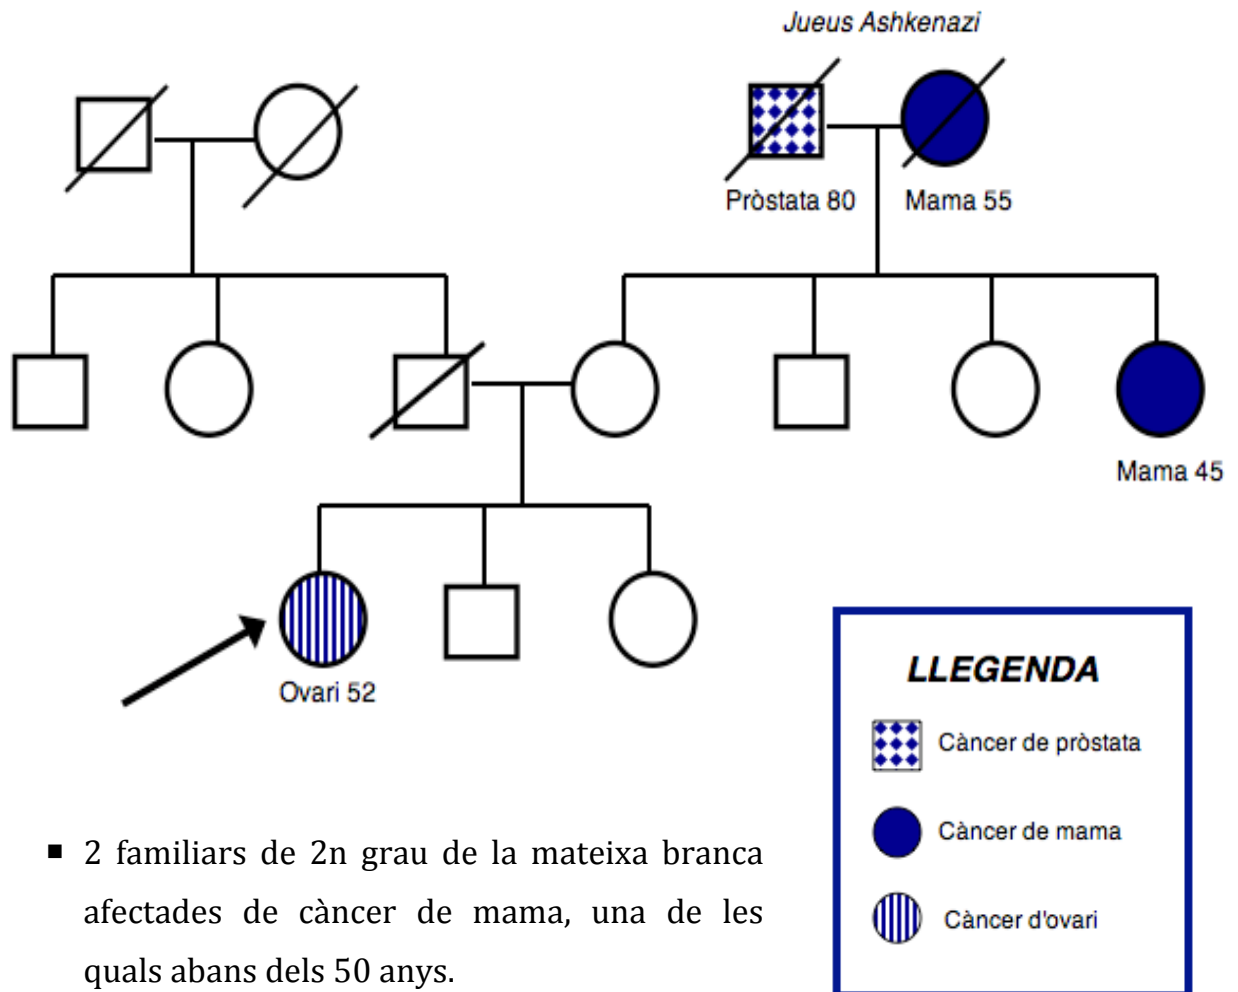 Jueus Ashkenazi
Pròstata 80
Mama 55
Mama 45
Ovari 52
LLEGENDA
Càncer de pròstata
Càncer de mama
Càncer d'ovari
▪ 2 familiars de 2n grau de la mateixa branca
afectades de càncer de mama, una de les
quals abans dels 50 anys.